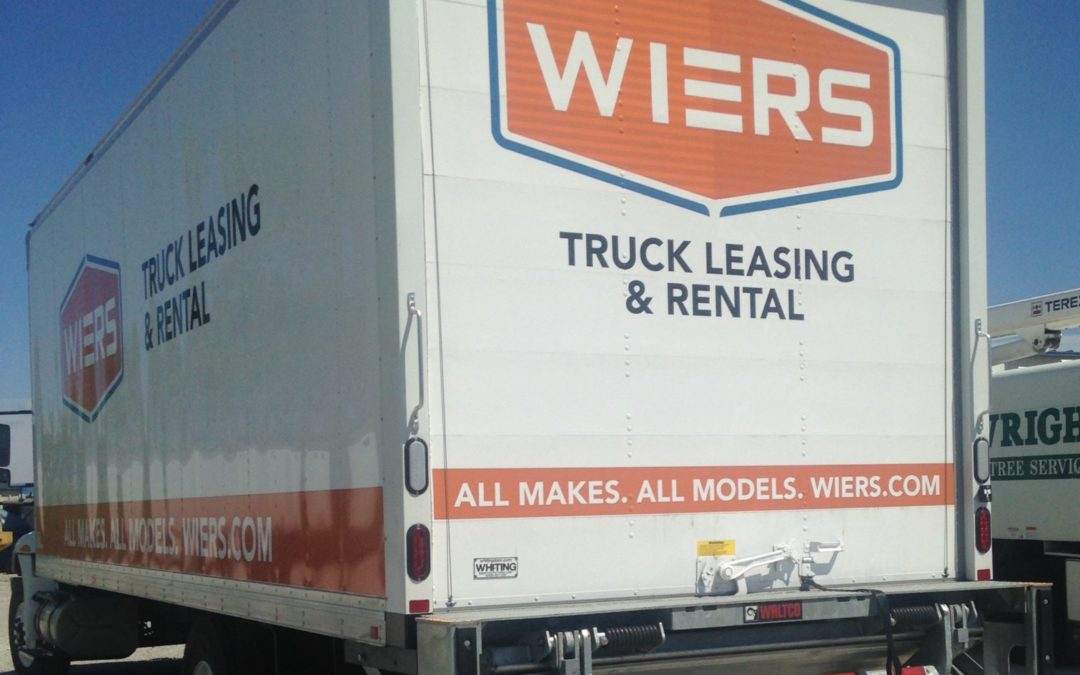 WIERS
TRUCK LEASING
& RENTAL
ALL MAKES. ALL MODELS. WIERS.COM
WHITING
WALTCO
WIERS
TRUCK LEASING
& RENTAL
ALL MAKES. ALL MODELS. WIERS.COM
TEREX
WRIGH
TREE SERVIC